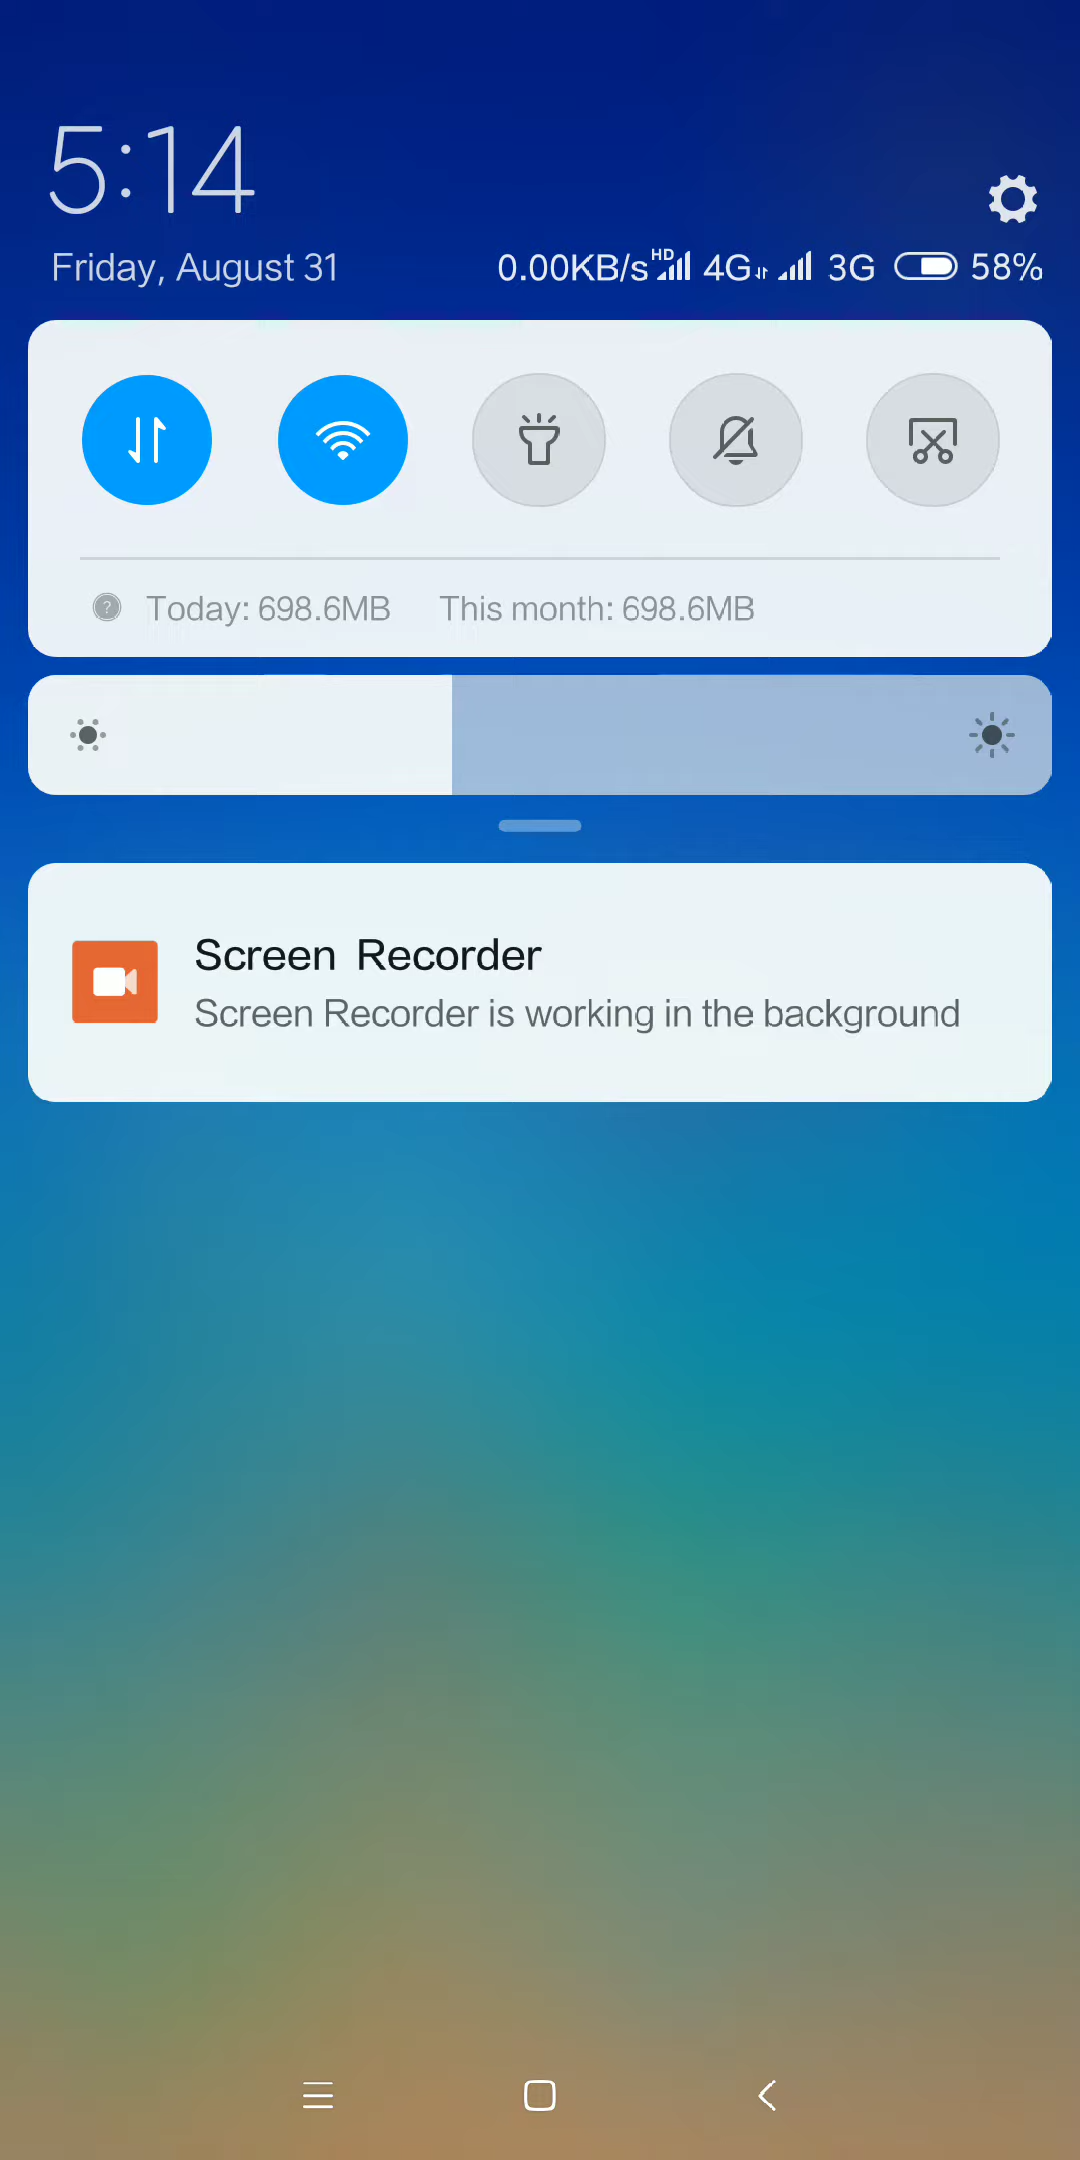 5:14
Friday, August 31
0.00KB/s HD 4G 3G 58%
? Today: 698.6MB This month: 698.6MB
Screen Recorder
Screen Recorder is working in the background